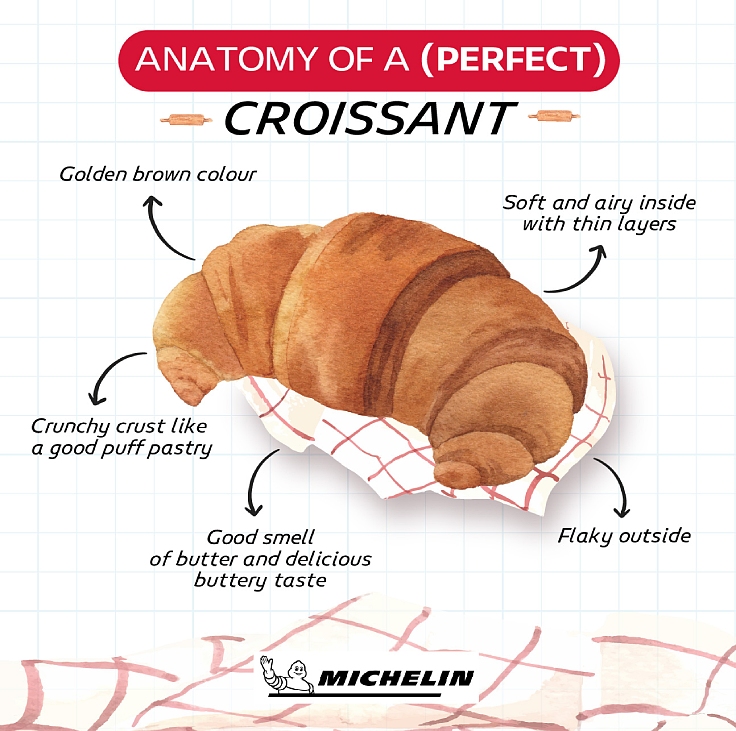 ANATOMY OF A (PERFECT)
CROISSANT
Golden brown colour
Soft and airy inside
with thin layers
Crunchy crust like
a good puff pastry
Good smell
of butter and delicious
buttery taste
Flaky outside
MICHELIN